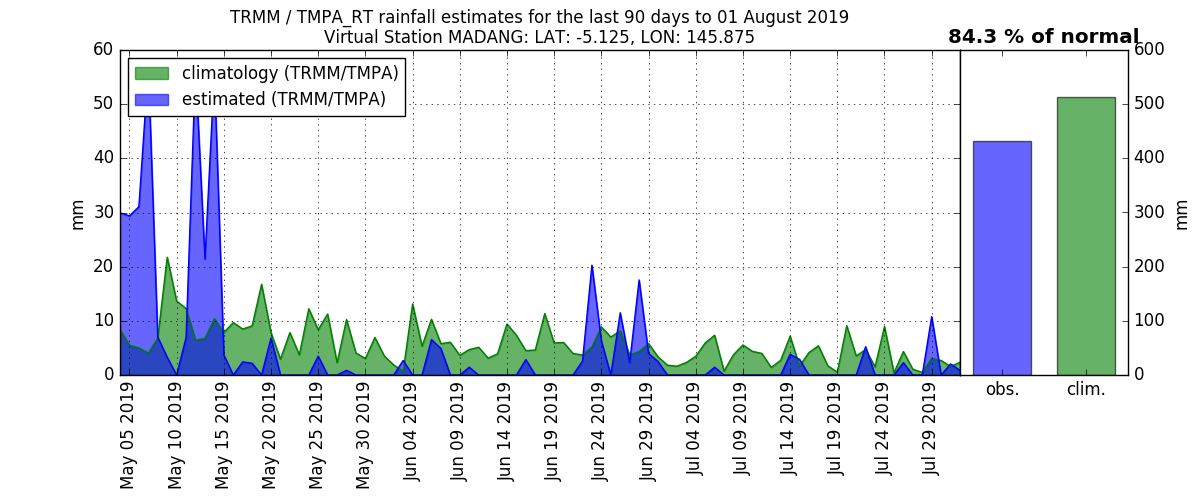 TRMM / TMPA_RT rainfall estimates for the last 90 days to 01 August 2019
Virtual Station MADANG: LAT: -5.125, LON: 145.875
84.3 % of normal
climatology (TRMM/TMPA)
estimated (TRMM/TMPA)
60
50
40
30
20
10
0
mm
May 05 2019
May 10 2019
May 15 2019
May 20 2019
May 25 2019
May 30 2019
Jun 04 2019
Jun 09 2019
Jun 14 2019
Jun 19 2019
Jun 24 2019
Jun 29 2019
Jul 04 2019
Jul 09 2019
Jul 14 2019
Jul 19 2019
Jul 24 2019
Jul 29 2019
obs.
clim.
600
500
400
300
200
100
0
mm